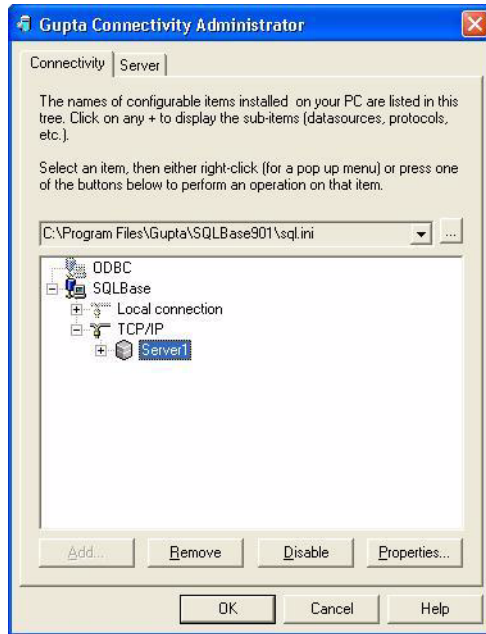 Gupta Connectivity Administrator
Connectivity
Server
The names of configurable items installed on your PC are listed in this
tree. Click on any + to display the sub-items (datasources, protocols,
etc.).
Select an item, then either right-click (for a pop up menu) or press one
of the buttons below to perform an operation on that item.
C:\Program Files\Gupta\SQLBase901\sql.ini
...
ODBC
SQLBase
Local connection
TCP/IP
Server1
Add...
Remove
Disable
Properties...
OK
Cancel
Help